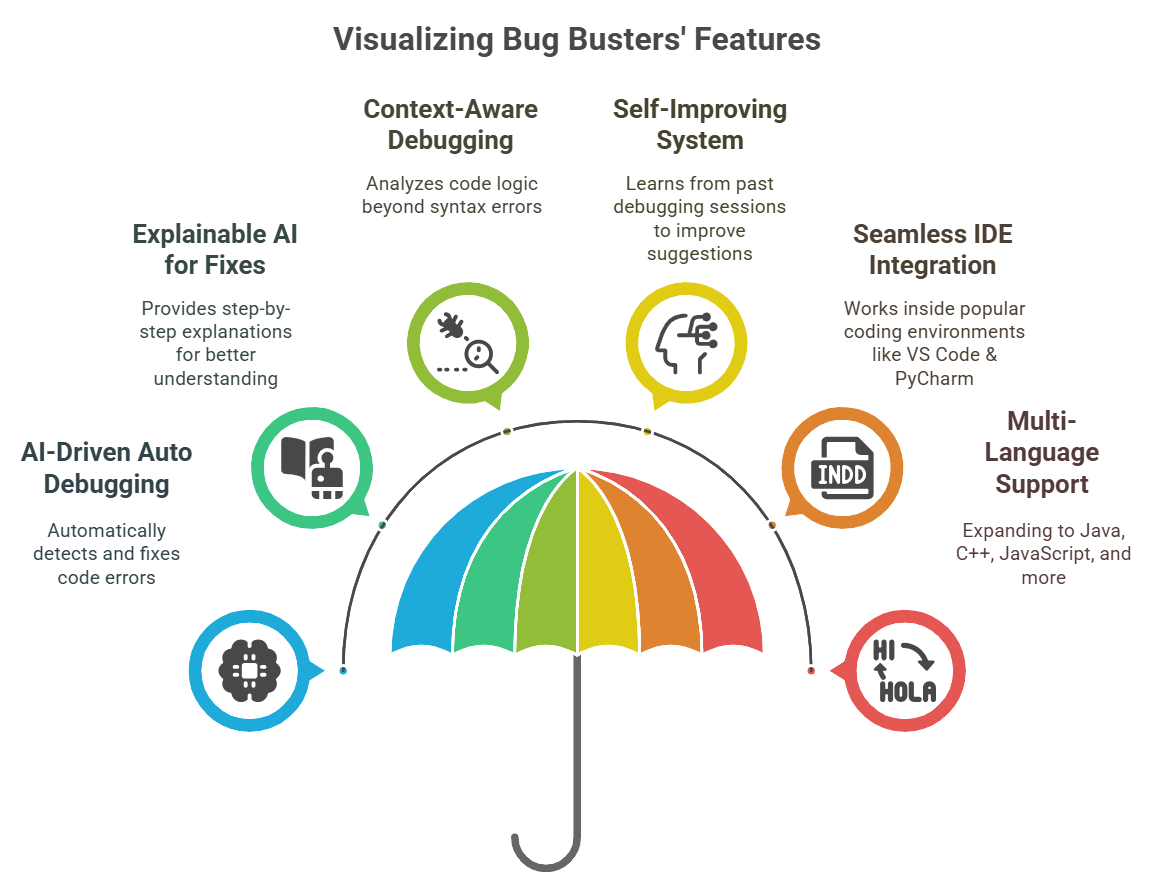 Visualizing Bug Busters' Features
Context-Aware
Debugging
Analyzes code logic
beyond syntax errors
Self-Improving
System
Learns from past
debugging sessions
to improve
suggestions
Explainable AI
for Fixes
Provides step-by-
step explanations
for better
understanding
Seamless IDE
Integration
Works inside popular
coding environments
like VS Code &
PyCharm
AI-Driven Auto
Debugging
Automatically
detects and fixes
code errors
Multi-
Language
Support
Expanding to Java,
C++, JavaScript, and
more
INDD
HI
HOLA